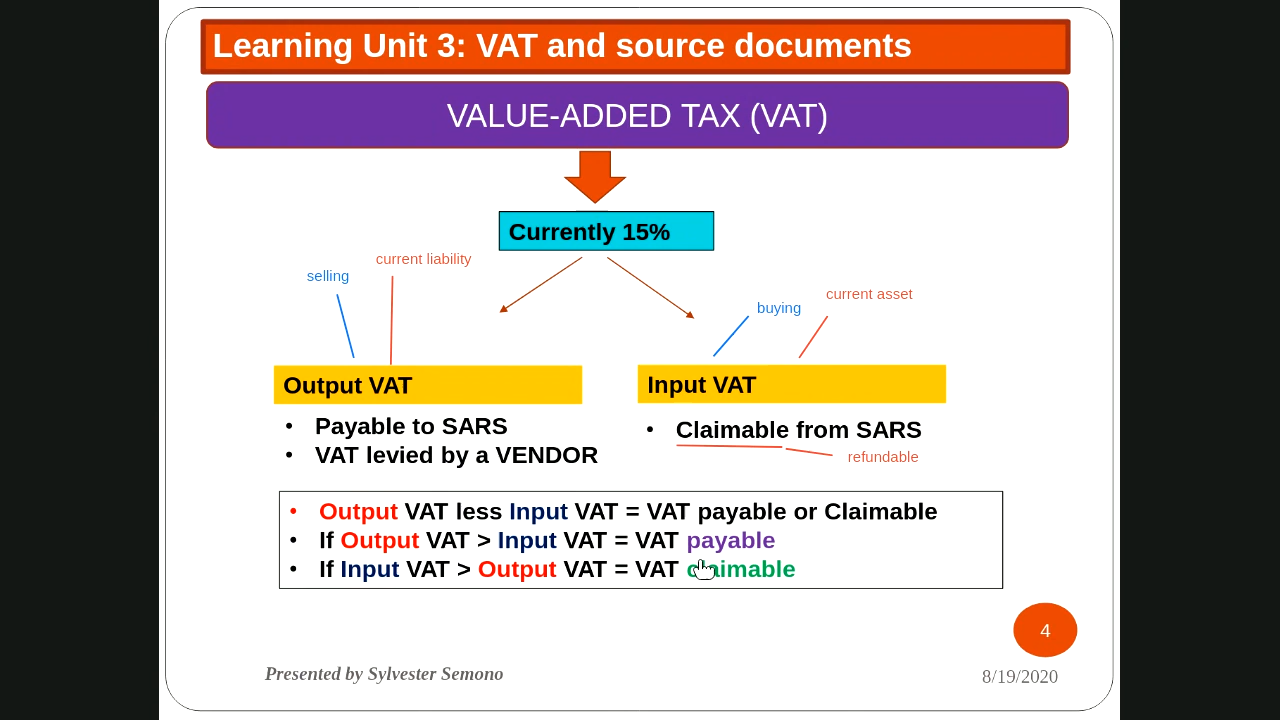 Learning Unit 3: VAT and source documents
VALUE-ADDED TAX (VAT)
Currently 15%
current liability
selling
current asset
buying
Output VAT
Input VAT
• Payable to SARS
• VAT levied by a VENDOR
• Claimable from SARS
refundable
• Output VAT less Input VAT = VAT payable or Claimable
• If Output VAT > Input VAT = VAT payable
• If Input VAT > Output VAT = VAT claimable
4
Presented by Sylvester Semono
8/19/2020